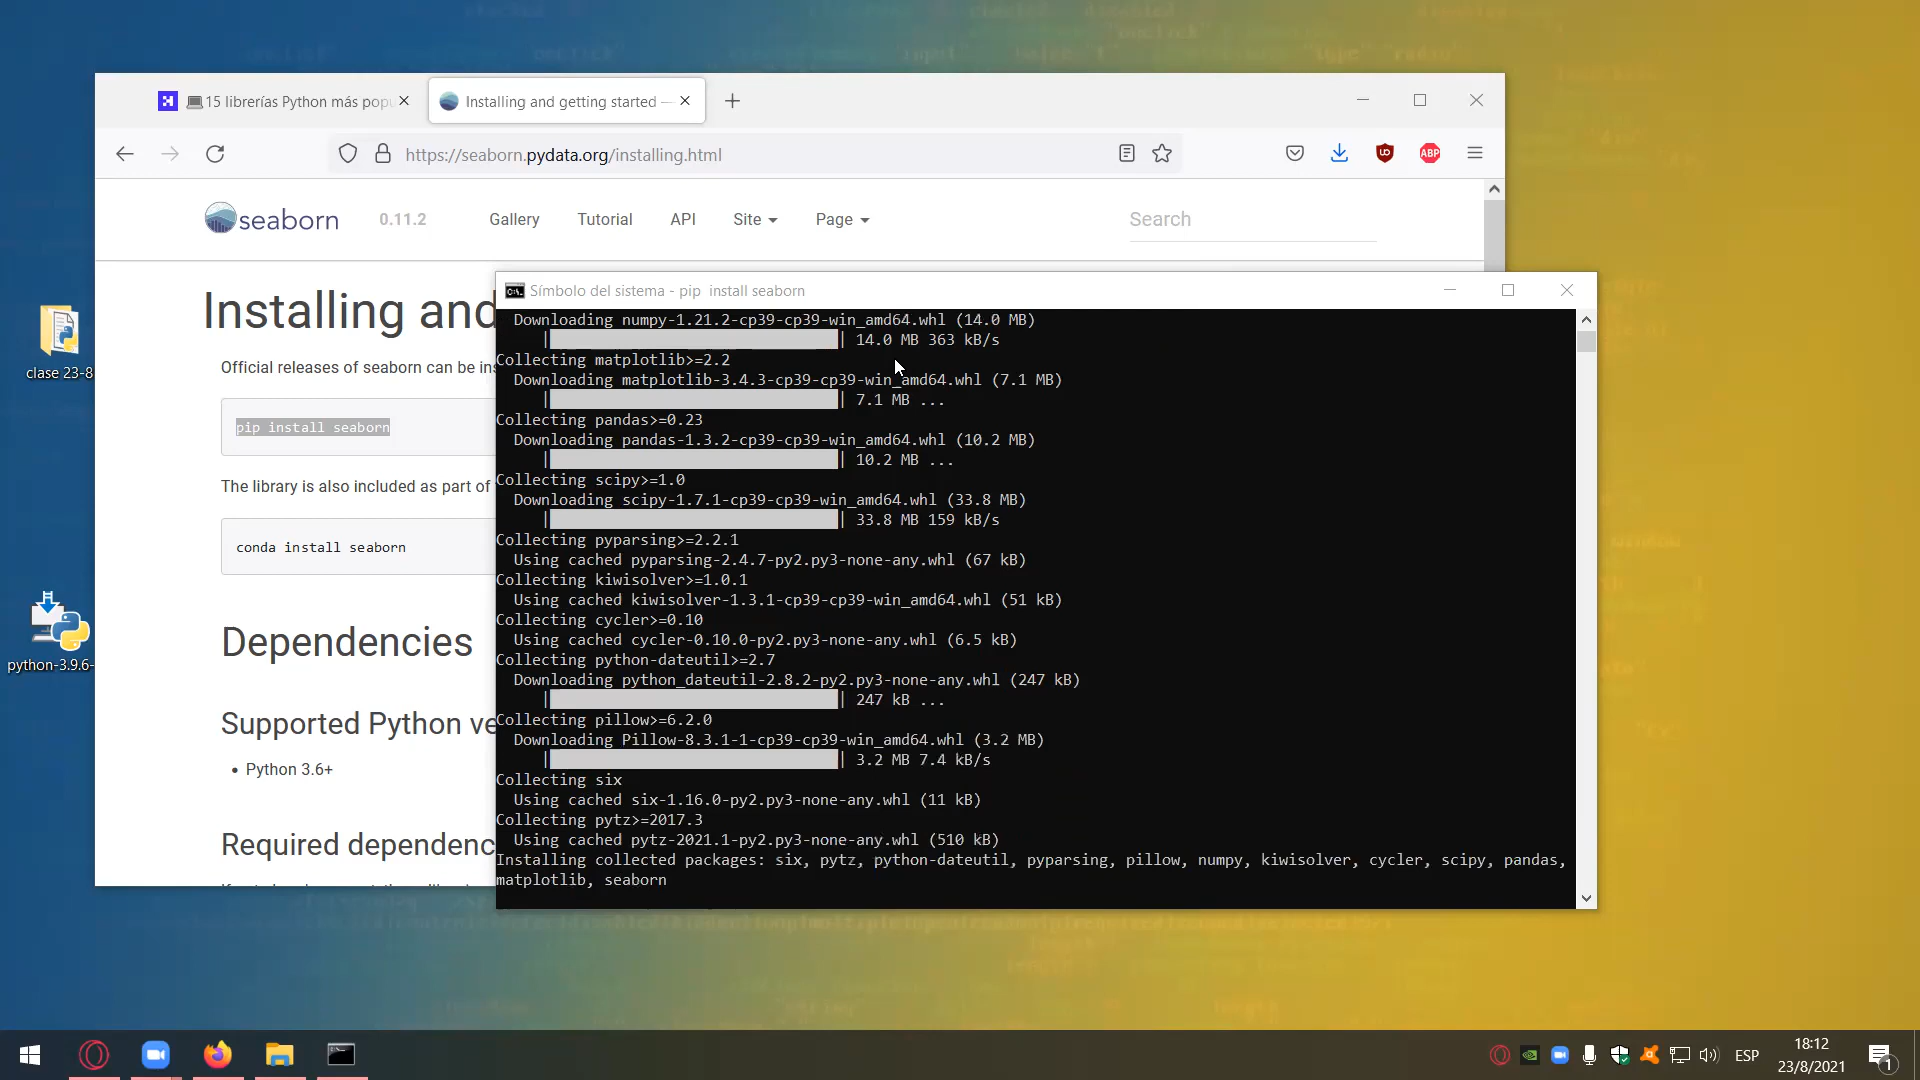 15 librerías Python más popu
Installing and getting started —
https://seaborn.pydata.org/installing.html
ABP
seaborn
0.11.2
Gallery
Tutorial
API
Site
Page
Search
Installing and
Official releases of seaborn can be ins
pip install seaborn
The library is also included as part of
conda install seaborn
Dependencies
Supported Python ve
Python 3.6+
Required dependenc
clase 23-8
python-3.9.6-
Símbolo del sistema - pip  install seaborn
Downloading numpy-1.21.2-cp39-cp39-win_amd64.whl (14.0 MB)
| 14.0 MB 363 kB/s
Collecting matplotlib>=2.2
Downloading matplotlib-3.4.3-cp39-cp39-win_amd64.whl (7.1 MB)
| 7.1 MB ...
Collecting pandas>=0.23
Downloading pandas-1.3.2-cp39-cp39-win_amd64.whl (10.2 MB)
| 10.2 MB ...
Collecting scipy>=1.0
Downloading scipy-1.7.1-cp39-cp39-win_amd64.whl (33.8 MB)
| 33.8 MB 159 kB/s
Collecting pyparsing>=2.2.1
Using cached pyparsing-2.4.7-py2.py3-none-any.whl (67 kB)
Collecting kiwisolver>=1.0.1
Using cached kiwisolver-1.3.1-cp39-cp39-win_amd64.whl (51 kB)
Collecting cycler>=0.10
Using cached cycler-0.10.0-py2.py3-none-any.whl (6.5 kB)
Collecting python-dateutil>=2.7
Downloading python_dateutil-2.8.2-py2.py3-none-any.whl (247 kB)
| 247 kB ...
Collecting pillow>=6.2.0
Downloading Pillow-8.3.1-1-cp39-cp39-win_amd64.whl (3.2 MB)
| 3.2 MB 7.4 kB/s
Collecting six
Using cached six-1.16.0-py2.py3-none-any.whl (11 kB)
Collecting pytz>=2017.3
Using cached pytz-2021.1-py2.py3-none-any.whl (510 kB)
Installing collected packages: six, pytz, python-dateutil, pyparsing, pillow, numpy, kiwisolver, cycler, scipy, pandas,
matplotlib, seaborn
ESP
18:12
23/8/2021
1